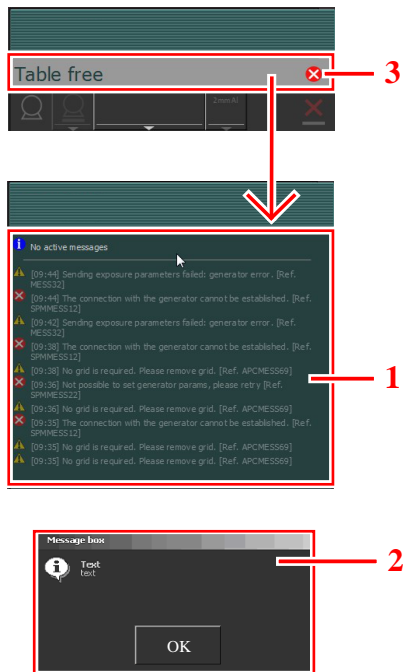 Table free
3
2 mm Al
No active messages
[09:44] Sending exposure parameters failed: generator error. [Ref.
MESS32]
[09:44] The connection with the generator cannot be established. [Ref.
SPMMESS12]
[09:42] Sending exposure parameters failed: generator error. [Ref.
MESS32]
[09:38] The connection with the generator cannot be established. [Ref.
SPMMESS12]
[09:38] No grid is required. Please remove grid. [Ref. APCMESS69]
[09:36] Not possible to set generator params, please retry [Ref.
SPMMESS22]
[09:36] No grid is required. Please remove grid. [Ref. APCMESS69]
[09:35] The connection with the generator cannot be established. [Ref.
SPMMESS12]
[09:35] No grid is required. Please remove grid. [Ref. APCMESS69]
[09:35] No grid is required. Please remove grid. [Ref. APCMESS69]
1
Message box
Text
text
2
OK